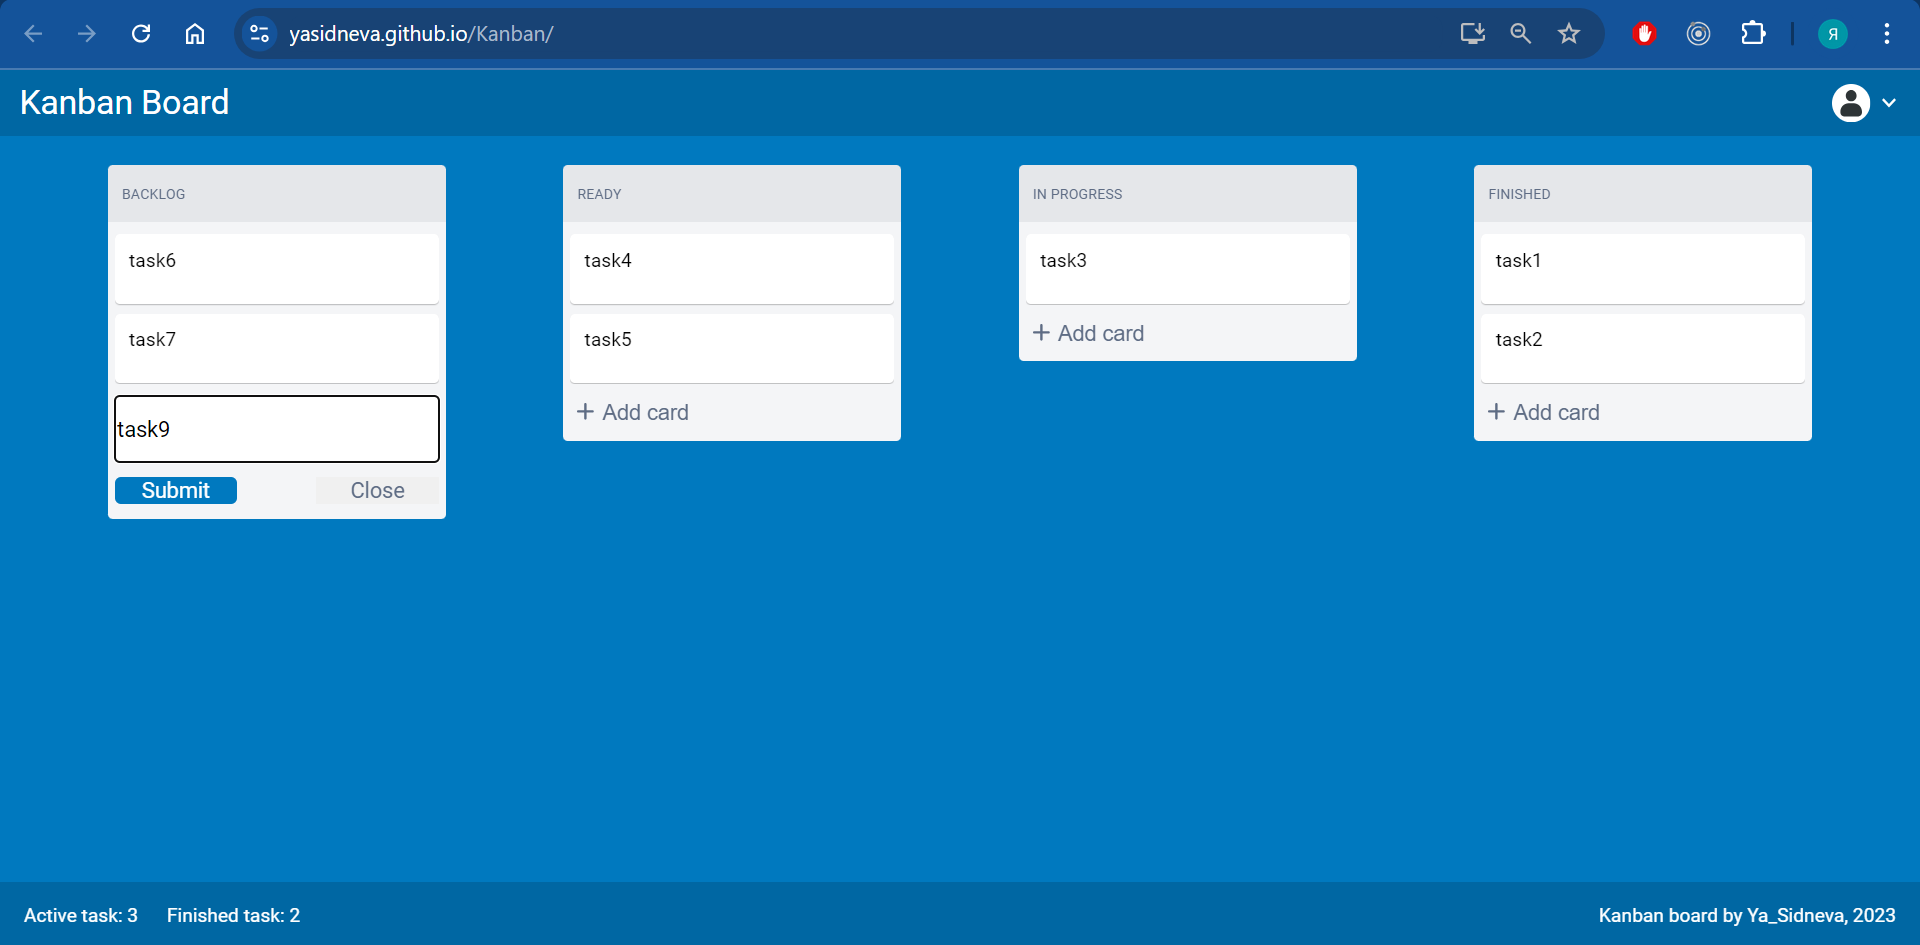 yasidneva.github.io/Kanban/
Я
Kanban Board
BACKLOG
task6
task7
task9
Submit
Close
READY
task4
task5
+ Add card
IN PROGRESS
task3
+ Add card
FINISHED
task1
task2
+ Add card
Active task: 3
Finished task: 2
Kanban board by Ya_Sidneva, 2023